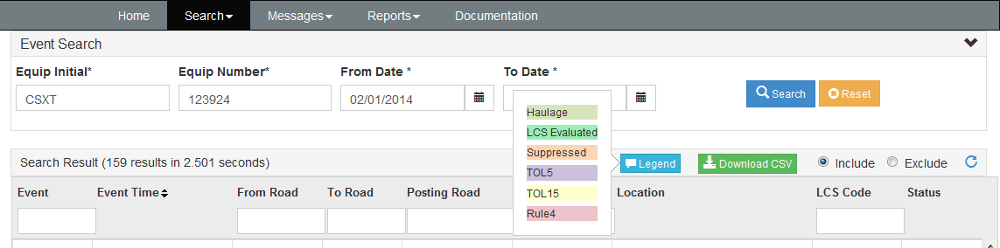 Home Search Messages Reports Documentation
Event Search
Equip Initial* Equip Number* From Date * To Date *
CSXT 123924 02/01/2014 Search Reset
Haulage
LCS Evaluated
Suppressed
TOL5
TOL15
Rule4
Search Result (159 results in 2.501 seconds) Legend Download CSV Include Exclude
Event Event Time From Road To Road Posting Road Location LCS Code Status